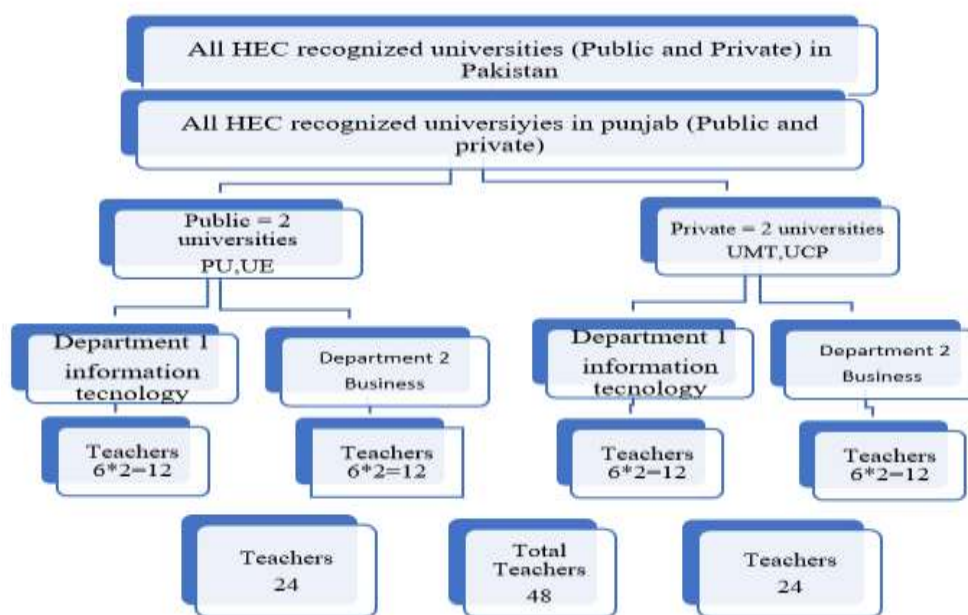 All HEC recognized universities (Public and Private) in
Pakistan
All HEC recognized universiyies in punjab (Public and
private)
Public = 2
universities
PU,UE
Private = 2 universities
UMT,UCP
Department 1
information
tecnology
Department 2
Business
Department 1
information
tecnology
Department 2
Business
Teachers
6*2=12
Teachers
6*2=12
Teachers
6*2=12
Teachers
6*2=12
Teachers
24
Total
Teachers
48
Teachers
24